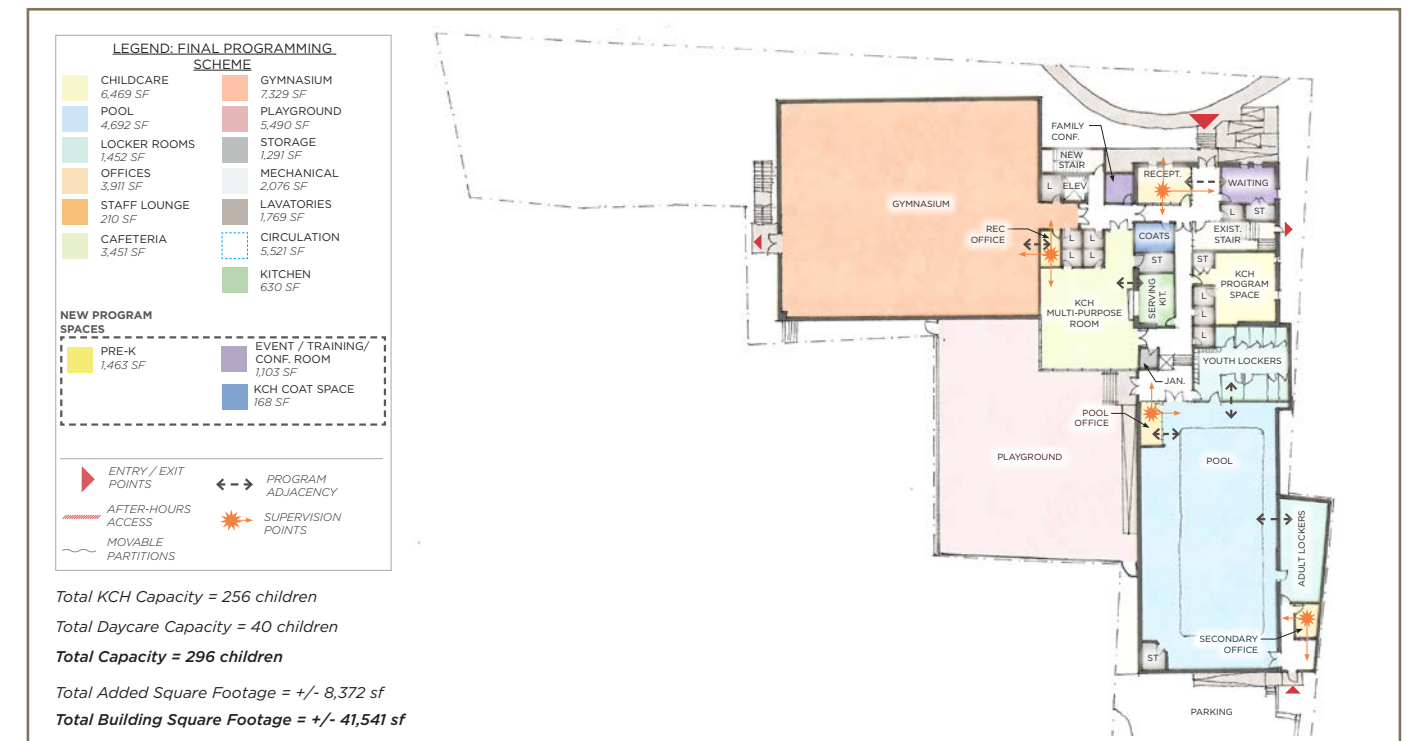 LEGEND: FINAL PROGRAMMING
SCHEME
CHILDCARE
6,469 SF
POOL
4,692 SF
LOCKER ROOMS
1,452 SF
OFFICES
3,911 SF
STAFF LOUNGE
210 SF
CAFETERIA
3,451 SF
GYMNASIUM
7,329 SF
PLAYGROUND
5,490 SF
STORAGE
1,291 SF
MECHANICAL
2,076 SF
LAVATORIES
1,769 SF
CIRCULATION
5,521 SF
KITCHEN
630 SF
NEW PROGRAM
SPACES
PRE-K
1,463 SF
EVENT / TRAINING/
CONF. ROOM
1,103 SF
KCH COAT SPACE
168 SF
ENTRY / EXIT
POINTS
AFTER-HOURS
ACCESS
MOVABLE
PARTITIONS
PROGRAM
ADJACENCY
SUPERVISION
POINTS
Total KCH Capacity = 256 children
Total Daycare Capacity = 40 children
Total Capacity = 296 children
Total Added Square Footage = +/- 8,372 sf
Total Building Square Footage = +/- 41,541 sf
FAMILY
CONF.
NEW
STAIR
L
ELEV
RECEPT.
WAITING
L
ST
GYMNASIUM
REC
OFFICE
L
L
L
L
COATS
ST
EXIST.
STAIR
ST
KCH
PROGRAM
SPACE
KCH
MULTI-PURPOSE
ROOM
SERVING
KIT.
L
L
L
YOUTH LOCKERS
JAN.
POOL
OFFICE
PLAYGROUND
POOL
ADULT LOCKERS
SECONDARY
OFFICE
ST
PARKING